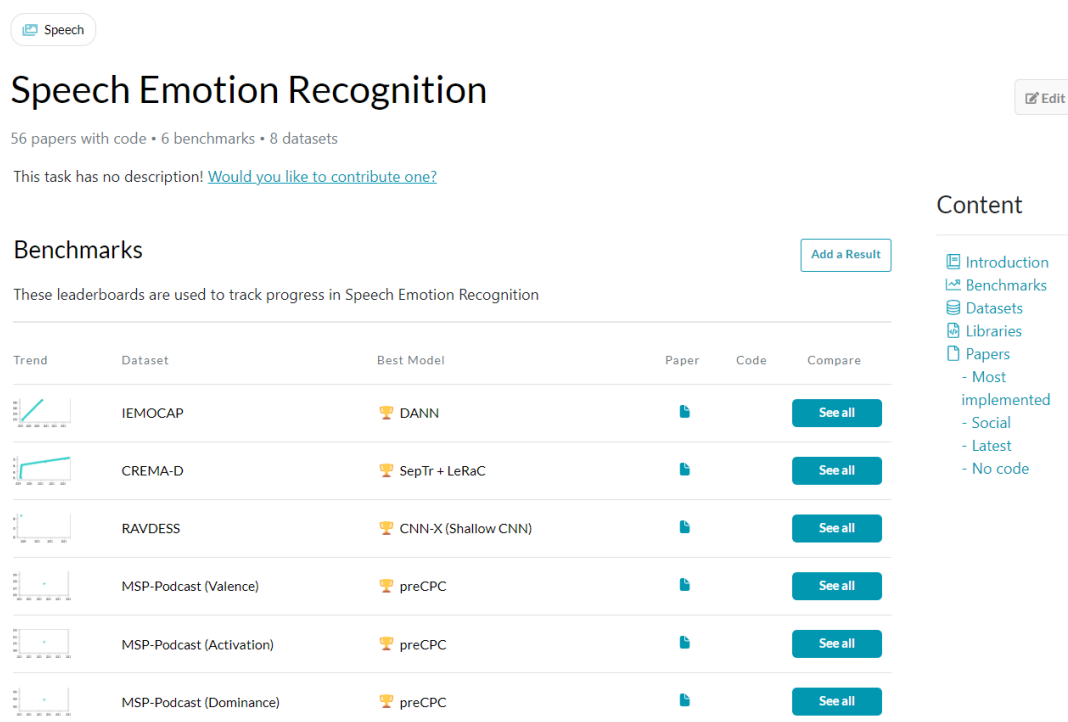 Speech
Speech Emotion Recognition
Edit
56 papers with code • 6 benchmarks • 8 datasets
This task has no description! Would you like to contribute one?
Benchmarks
Add a Result
These leaderboards are used to track progress in Speech Emotion Recognition
Trend Dataset Best Model Paper Code Compare
IEMOCAP DANN See all
CREMA-D SepTr + LeRaC See all
RAVDESS CNN-X (Shallow CNN) See all
MSP-Podcast (Valence) preCPC See all
MSP-Podcast (Activation) preCPC See all
MSP-Podcast (Dominance) preCPC See all
Content
Introduction
Benchmarks
Datasets
Libraries
Papers
- Most
implemented
- Social
- Latest
- No code